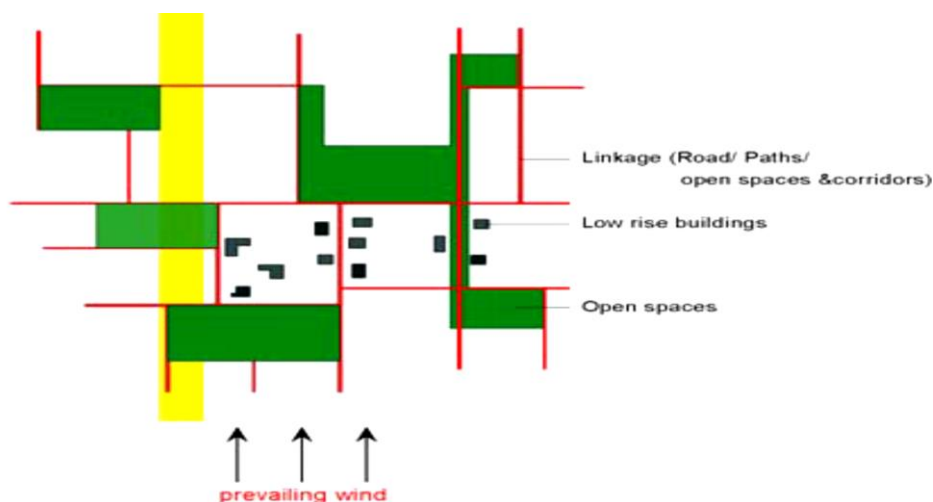 Linkage (Road/ Paths/
open spaces &corridors)
Low rise buildings
Open spaces
prevailing wind